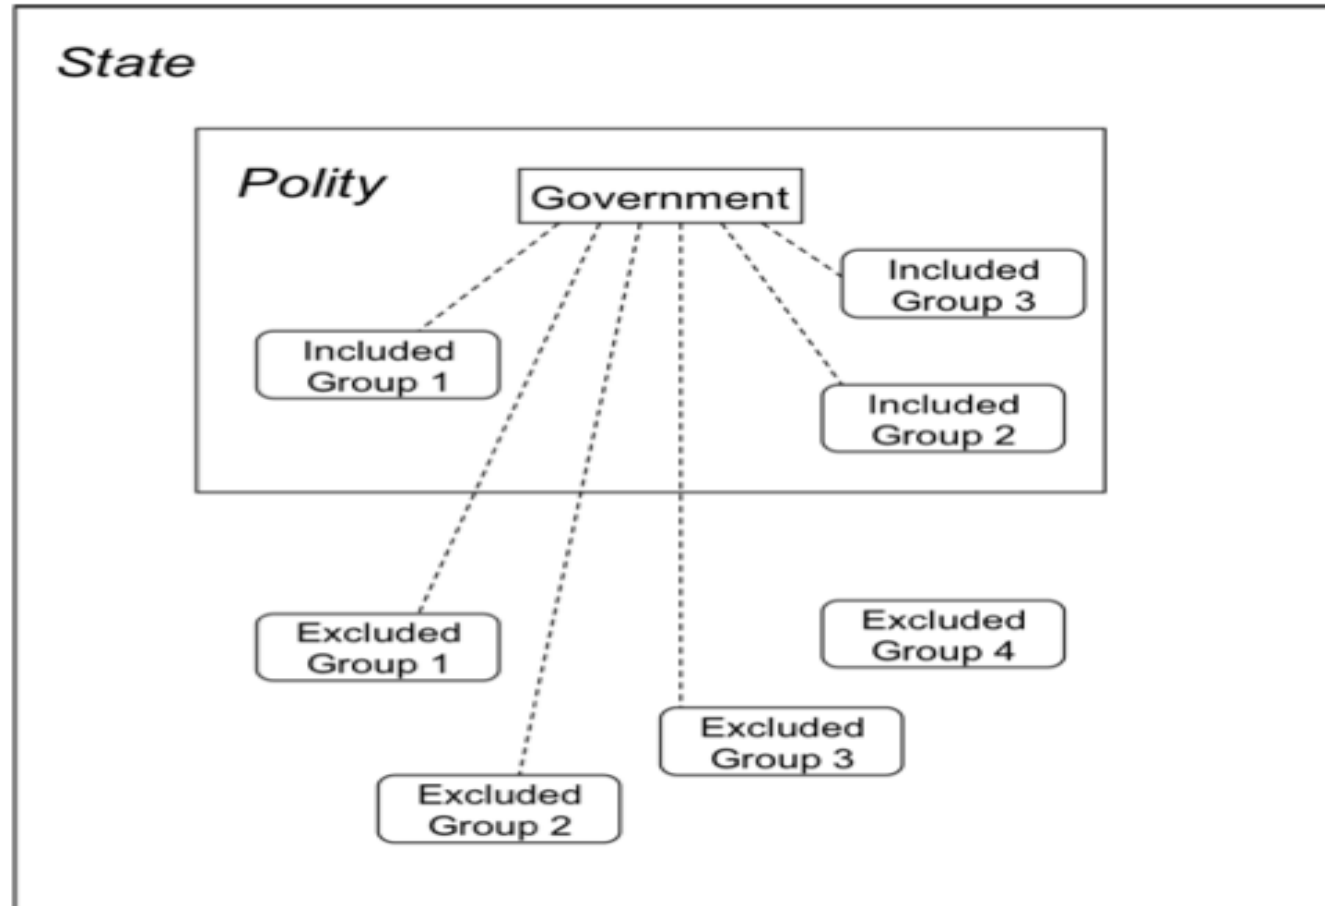 State
Polity
Government
Included
Group 3
Included
Group 1
Included
Group 2
Excluded
Group 1
Excluded
Group 4
Excluded
Group 3
Excluded
Group 2